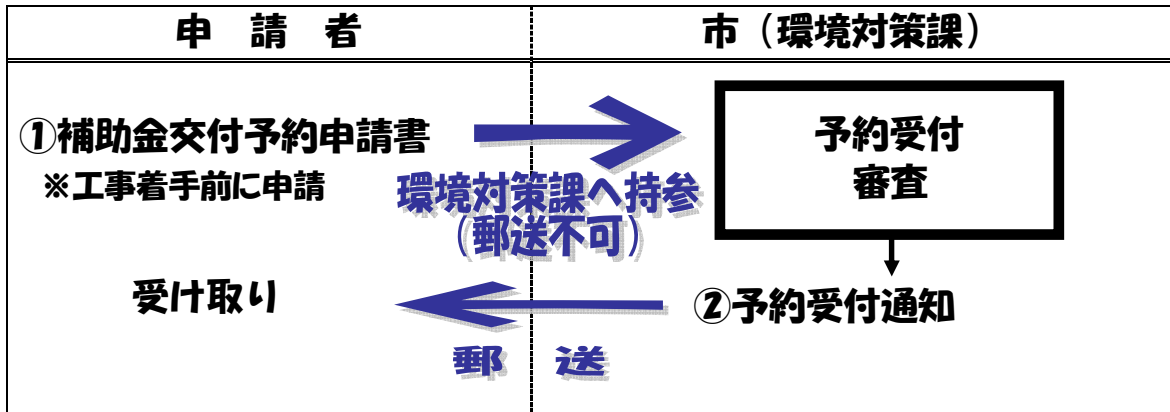 申 請 者
市（環境対策課）
①補助金交付予約申請書
※工事着手前に申請
環境対策課へ持参
（郵送不可）
予約受付
審査
②予約受付通知
受け取り
郵 送